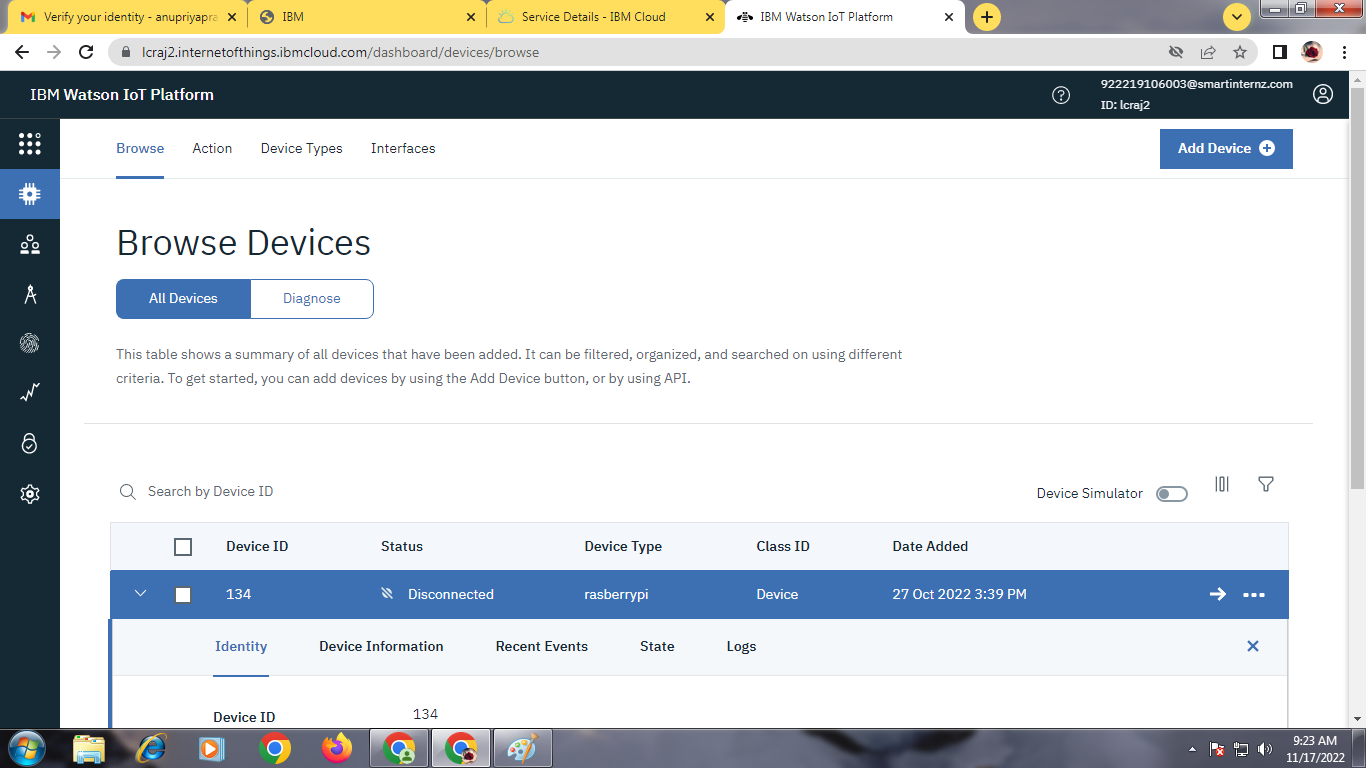 Verify your identity - anupriyapra
IBM
Service Details - IBM Cloud
IBM Watson IoT Platform
lcraj2.internetofthings.ibmcloud.com/dashboard/devices/browse
IBM Watson IoT Platform
922219106003@smartinternz.com
ID: lcraj2
Browse
Action
Device Types
Interfaces
Add Device
Browse Devices
All Devices
Diagnose
This table shows a summary of all devices that have been added. It can be filtered, organized, and searched on using different
criteria. To get started, you can add devices by using the Add Device button, or by using API.
Search by Device ID
Device Simulator
Device ID Status Device Type Class ID Date Added
134 Disconnected rasberrypi Device 27 Oct 2022 3:39 PM
Identity Device Information Recent Events State Logs
Device ID 134
9:23 AM
11/17/2022